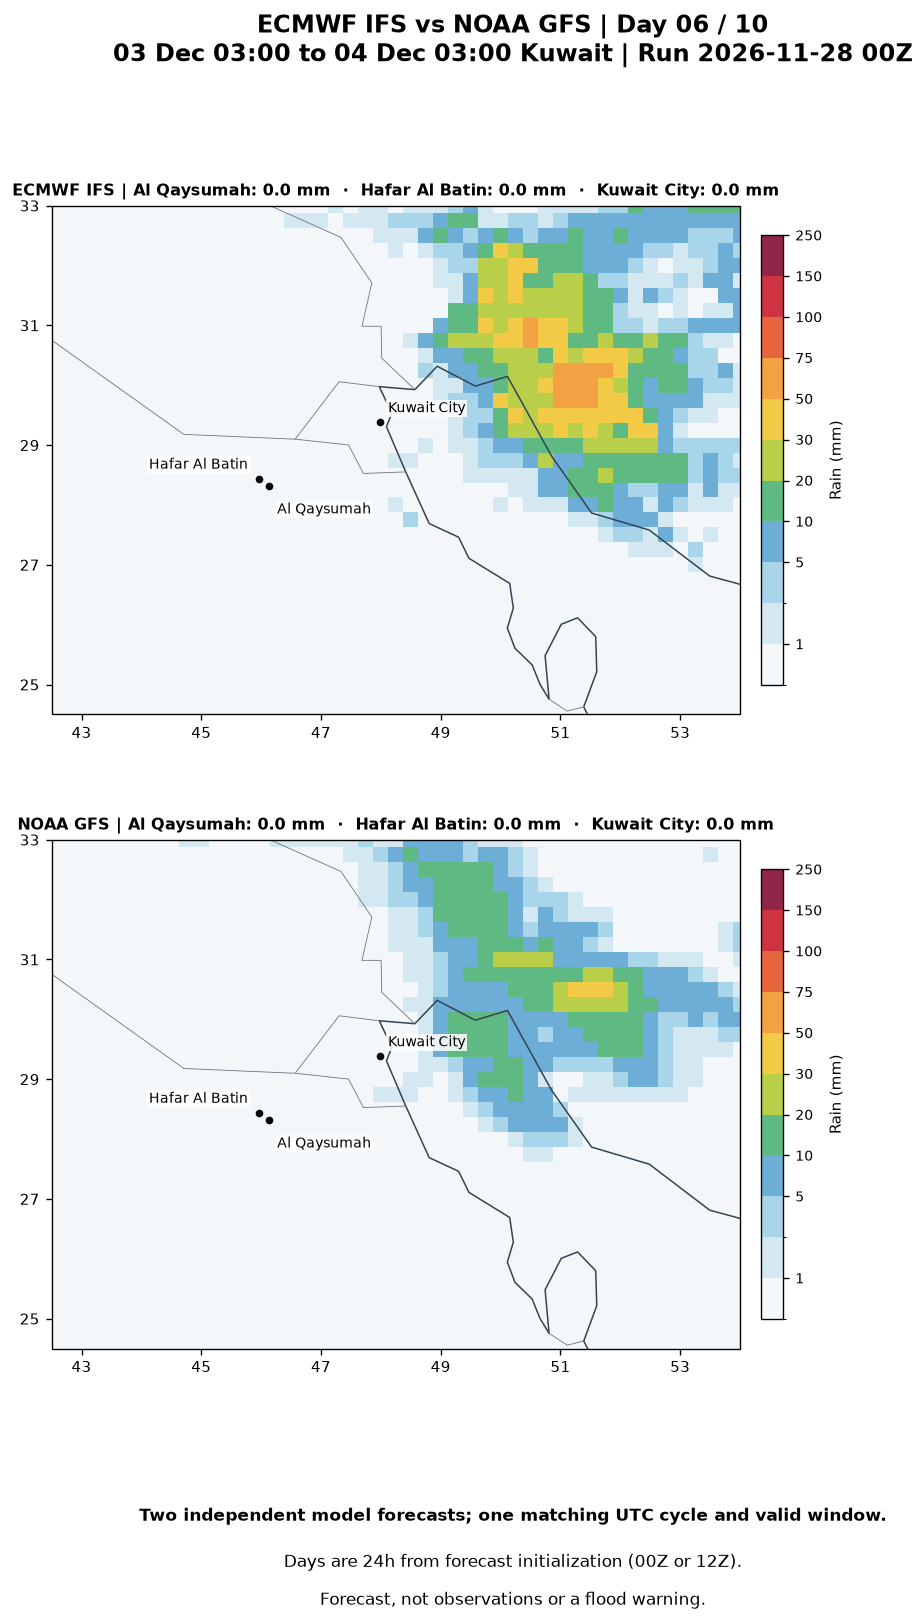 ECMWF IFS vs NOAA GFS | Day 06 / 10
03 Dec 03:00 to 04 Dec 03:00 Kuwait | Run 2026-11-28 00Z
ECMWF IFS | Al Qaysumah: 0.0 mm · Hafar Al Batin: 0.0 mm · Kuwait City: 0.0 mm
33
31
29
27
25
Kuwait City
Hafar Al Batin
Al Qaysumah
43 45 47 49 51 53
250
150
100
75
50
30
20
10
5
1
Rain (mm)
NOAA GFS | Al Qaysumah: 0.0 mm · Hafar Al Batin: 0.0 mm · Kuwait City: 0.0 mm
33
31
29
27
25
Kuwait City
Hafar Al Batin
Al Qaysumah
43 45 47 49 51 53
250
150
100
75
50
30
20
10
5
1
Rain (mm)
Two independent model forecasts; one matching UTC cycle and valid window.
Days are 24h from forecast initialization (00Z or 12Z).
Forecast, not observations or a flood warning.